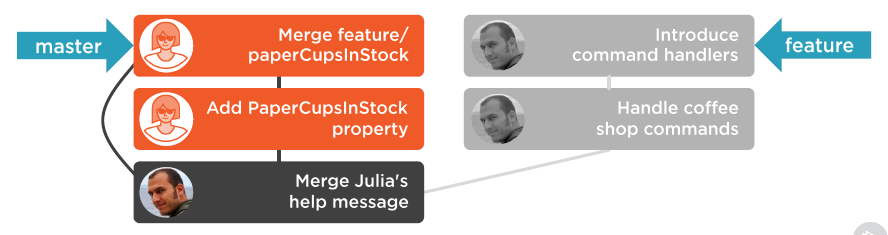 master
Merge feature/
paperCupsInStock
Introduce
command handlers
feature
Add PaperCupsInStock
property
Handle coffee
shop commands
Merge Julia's
help message